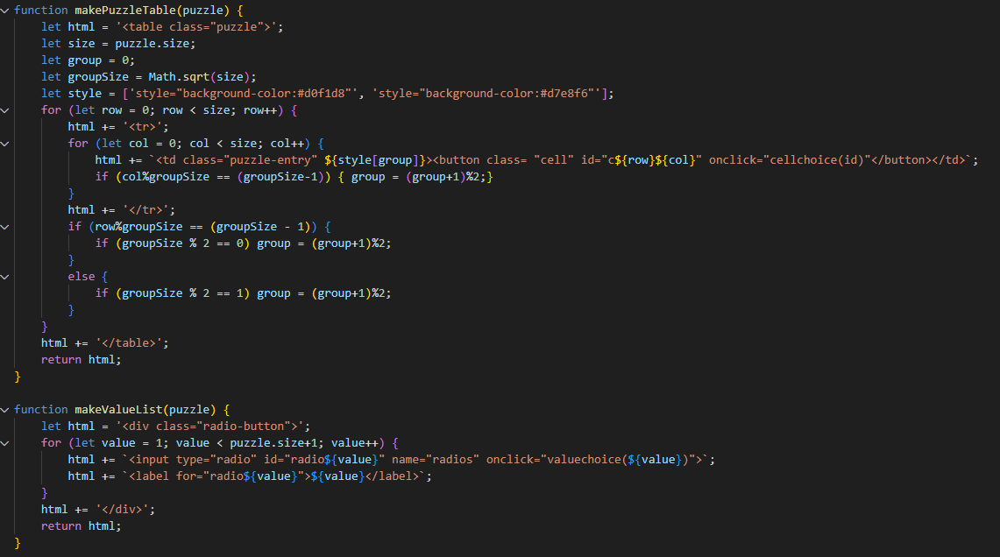 function makePuzzleTable(puzzle) {
    let html = '<table class="puzzle">';
    let size = puzzle.size;
    let group = 0;
    let groupSize = Math.sqrt(size);
    let style = ['style="background-color:#d0f1d8"', 'style="background-color:#d7e8f6"'];
    for (let row = 0; row < size; row++) {
        html += '<tr>';
        for (let col = 0; col < size; col++) {
            html += `<td class="puzzle-entry" ${style[group]}><button class= "cell" id="c${row}${col}" onclick="cellchoice(id)"</button></td>`;
            if (col%groupSize == (groupSize-1)) { group = (group+1)%2;}
        }
        html += '</tr>';
        if (row%groupSize == (groupSize - 1)) {
            if (groupSize % 2 == 0) group = (group+1)%2;
        }
        else {
            if (groupSize % 2 == 1) group = (group+1)%2;
        }
    }
    html += '</table>';
    return html;
}

function makeValueList(puzzle) {
    let html = '<div class="radio-button">';
    for (let value = 1; value < puzzle.size+1; value++) {
        html += `<input type="radio" id="radio${value}" name="radios" onclick="valuechoice(${value})">`;
        html += `<label for="radio${value}">${value}</label>`;
    }
    html += '</div>';
    return html;
}